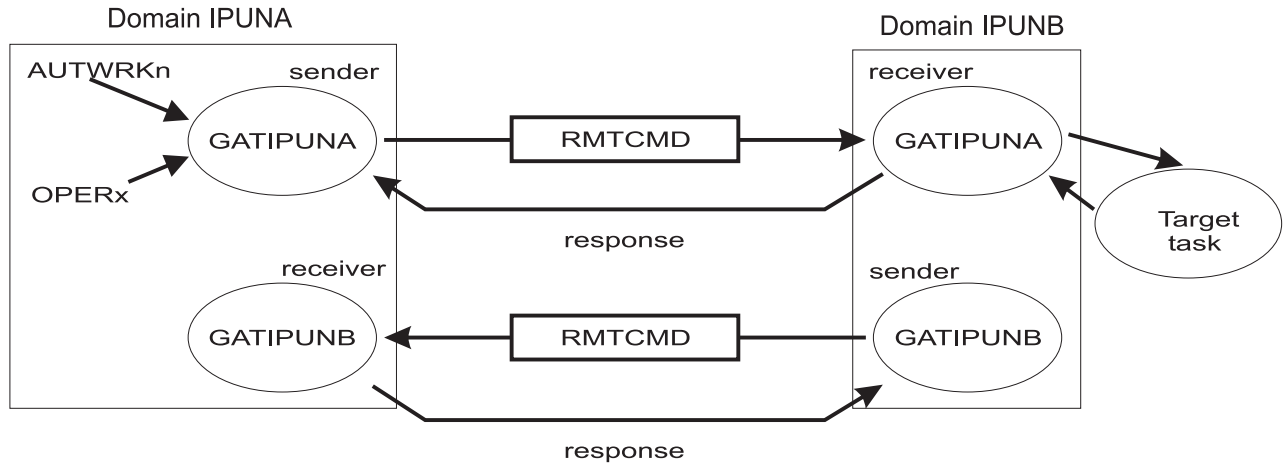 Domain IPUNA
Domain IPUNB
AUTWRKn
sender
receiver
GATIPUNA
RMTCMD
GATIPUNA
OPERx
Target
task
response
receiver
sender
GATIPUNB
RMTCMD
GATIPUNB
response